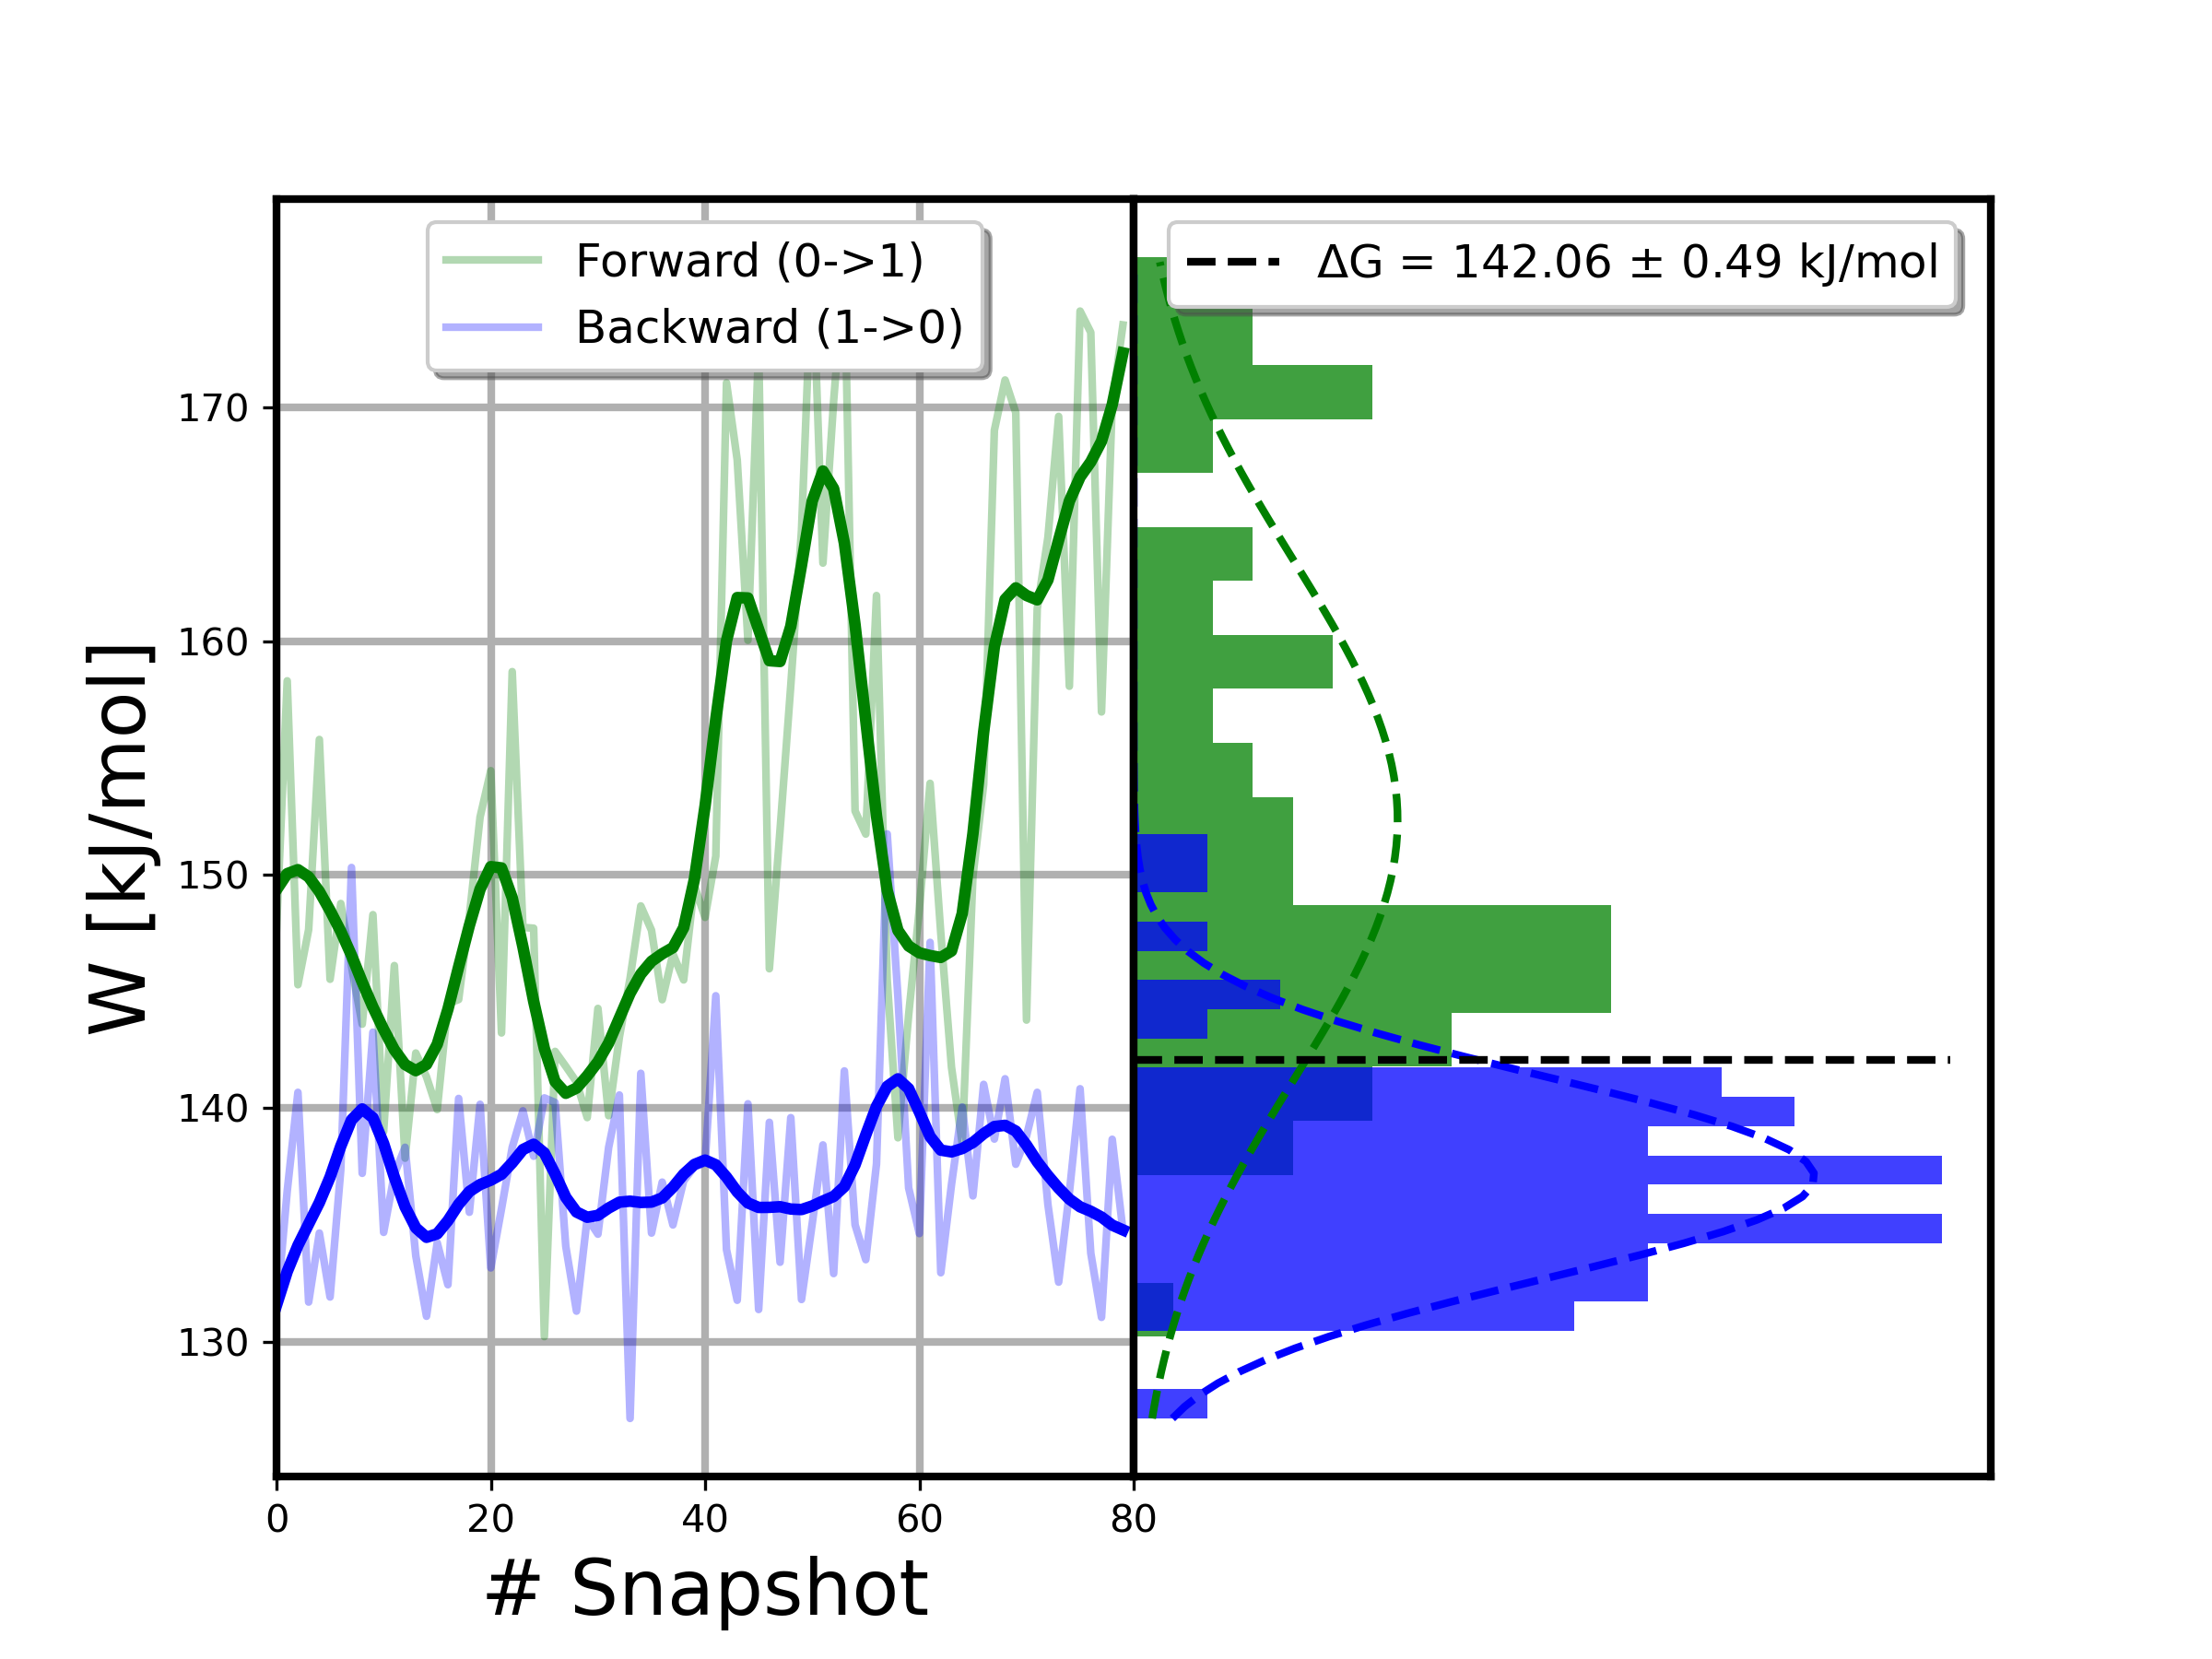 Forward (0->1)
Backward (1->0)
ΔG = 142.06 ± 0.49 kJ/mol
170
160
150
140
130
W [kJ/mol]
0 20 40 60 80
# Snapshot